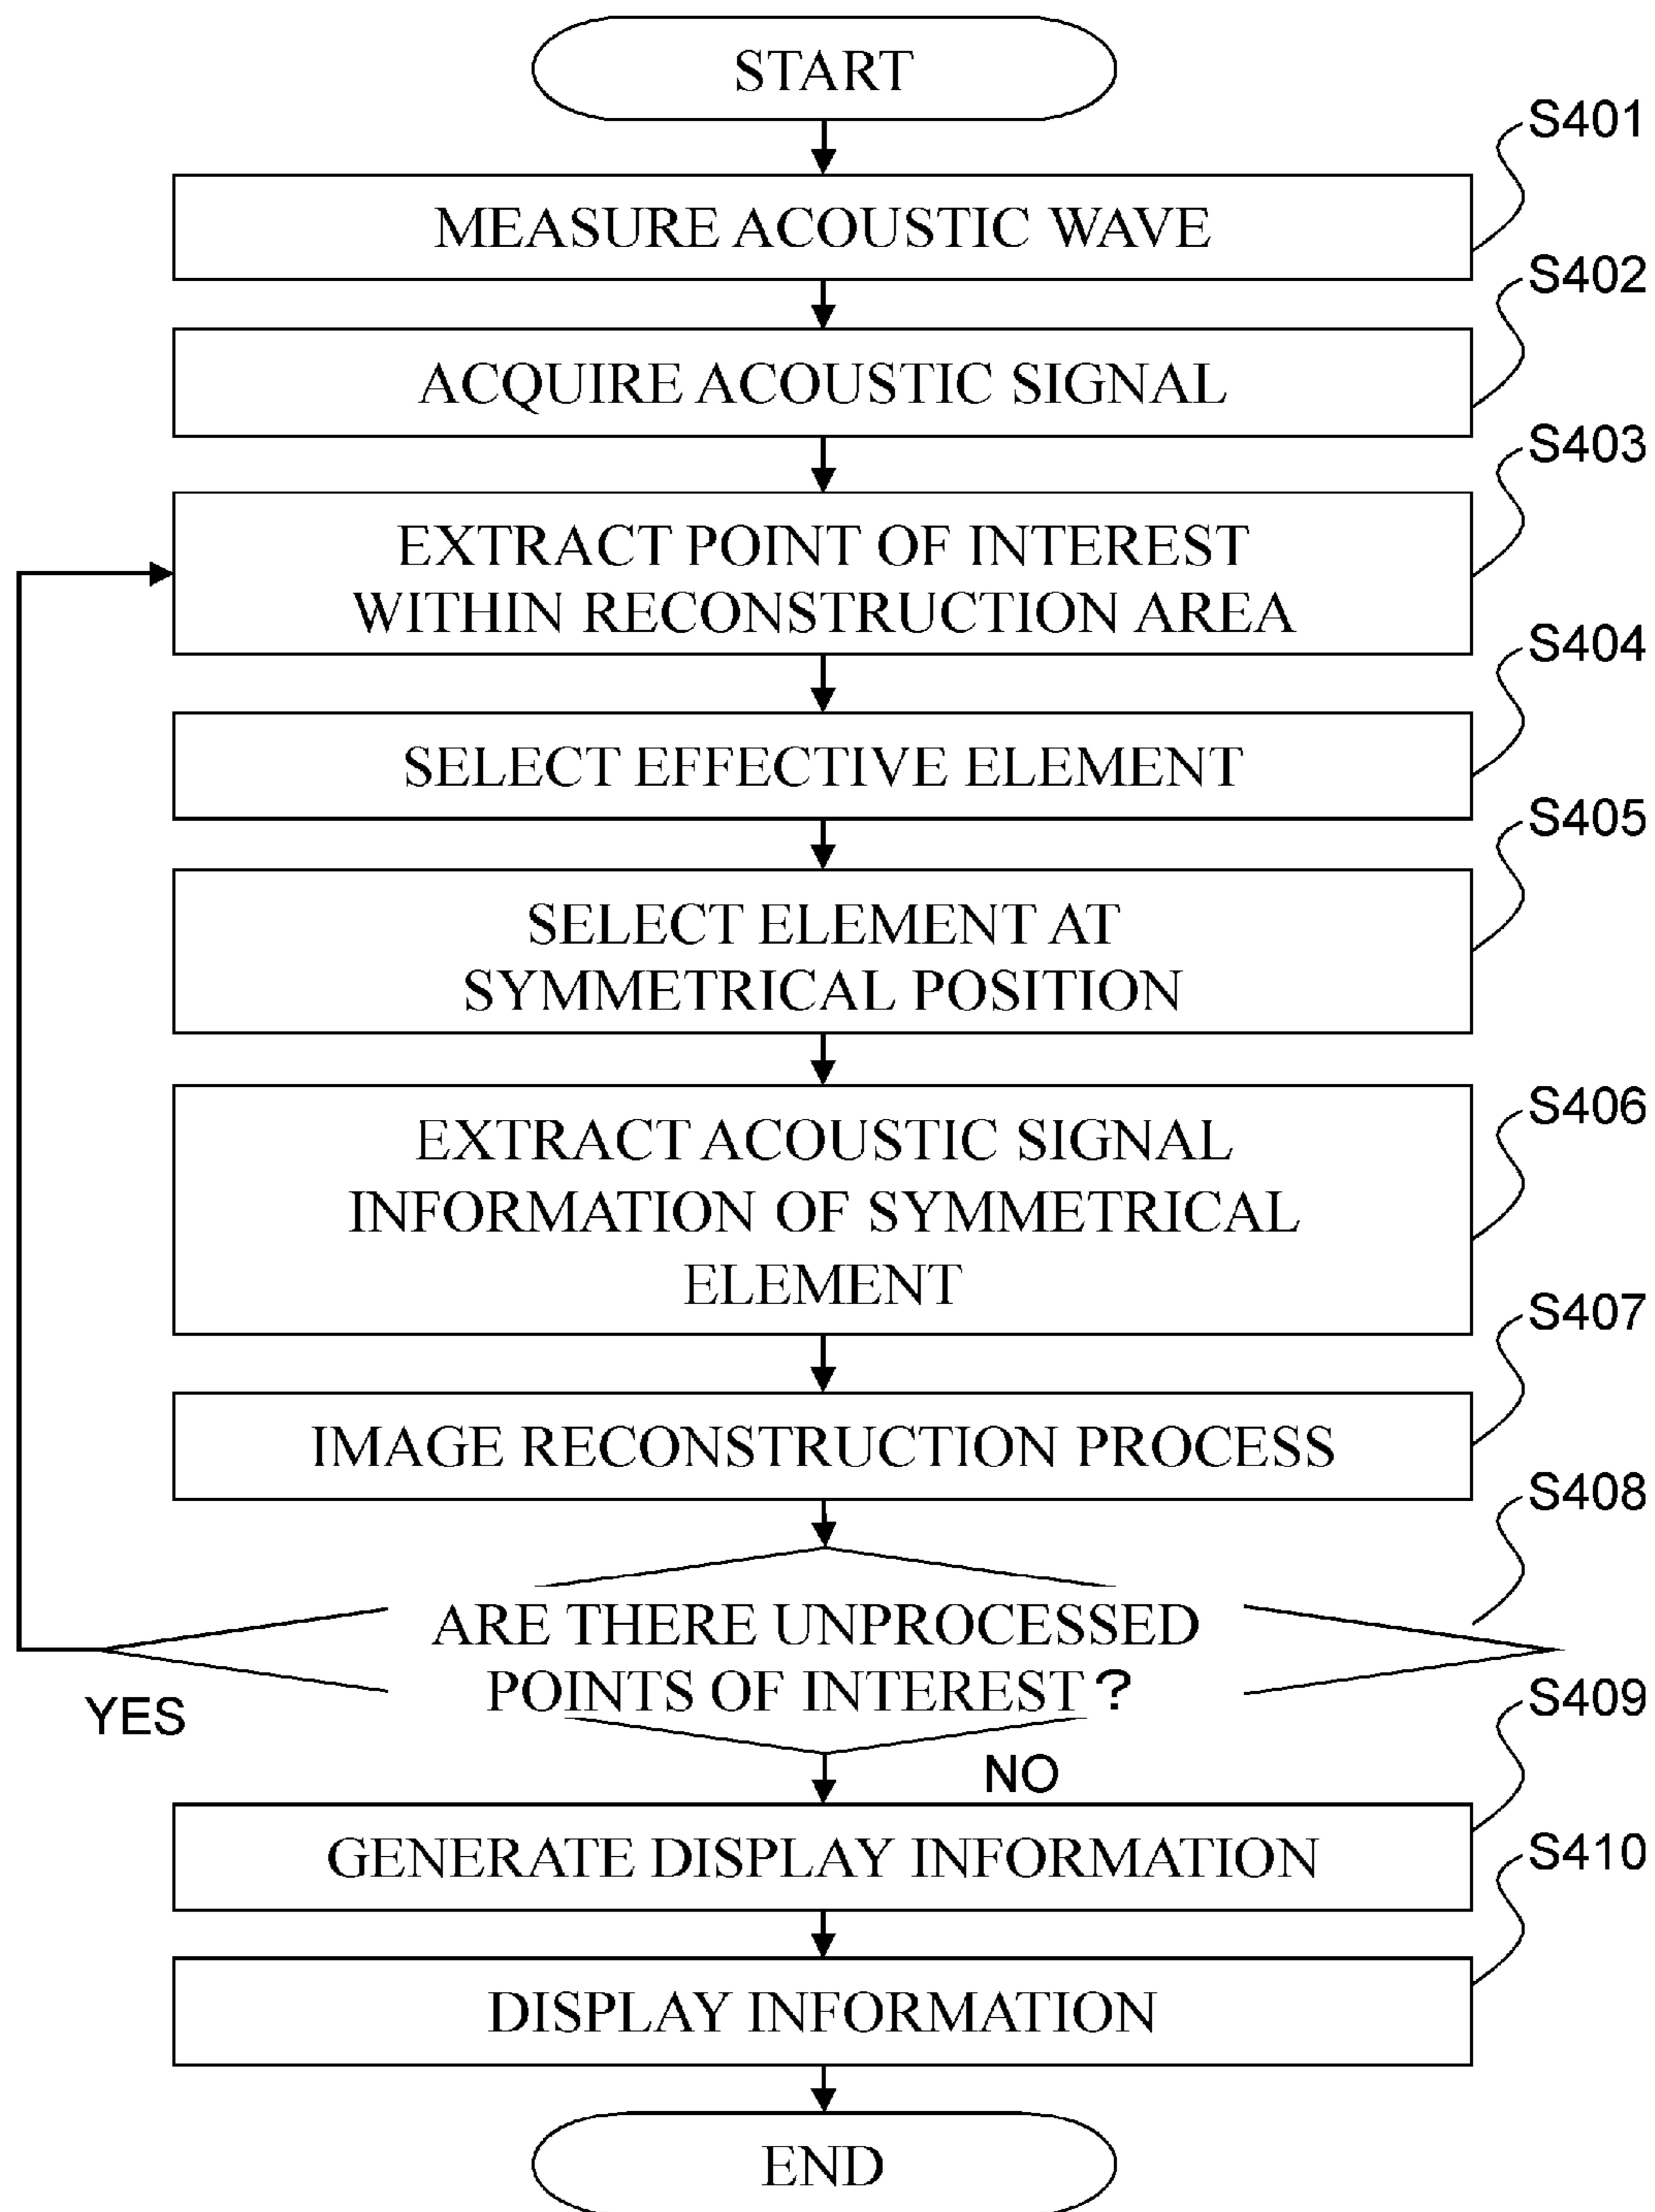 START
S401
MEASURE ACOUSTIC WAVE
S402
ACQUIRE ACOUSTIC SIGNAL
S403
EXTRACT POINT OF INTEREST
WITHIN RECONSTRUCTION AREA
S404
SELECT EFFECTIVE ELEMENT
S405
SELECT ELEMENT AT
SYMMETRICAL POSITION
S406
EXTRACT ACOUSTIC SIGNAL
INFORMATION OF SYMMETRICAL
ELEMENT
S407
IMAGE RECONSTRUCTION PROCESS
S408
ARE THERE UNPROCESSED
POINTS OF INTEREST?
YES
NO
S409
GENERATE DISPLAY INFORMATION
S410
DISPLAY INFORMATION
END